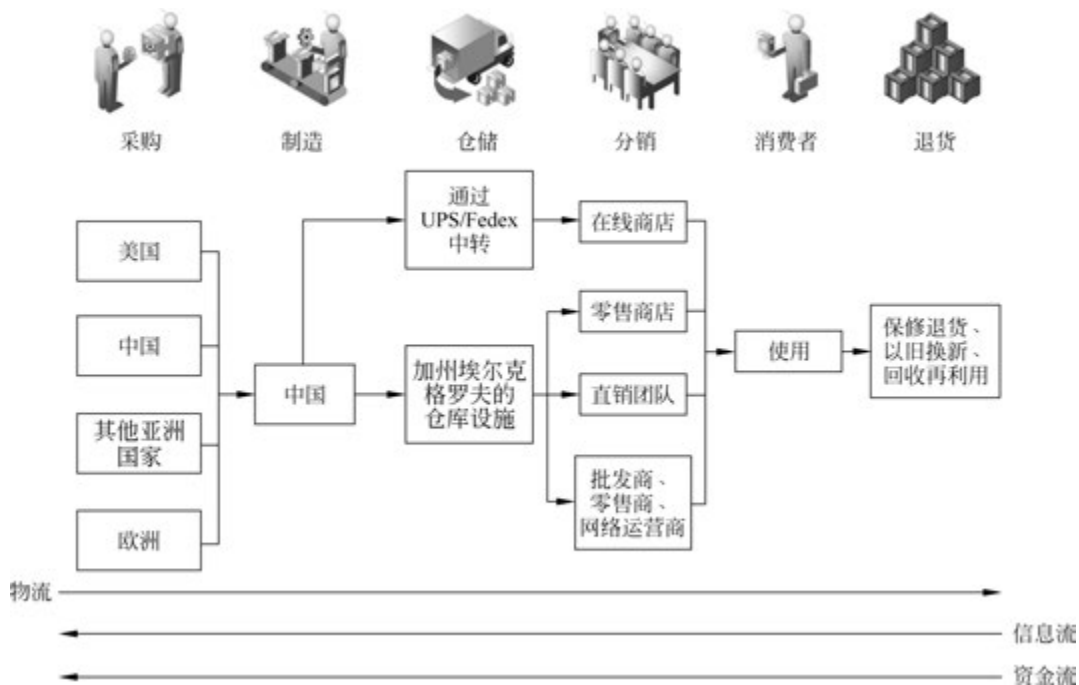 采购
制造
仓储
分销
消费者
退货
美国
中国
其他亚洲
国家
欧洲
中国
通过
UPS/Fedex
中转
加州埃尔克
格罗夫的
仓库设施
在线商店
零售商店
直销团队
批发商、
零售商、
网络运营商
使用
保修退货、
以旧换新、
回收再利用
物流
信息流
资金流